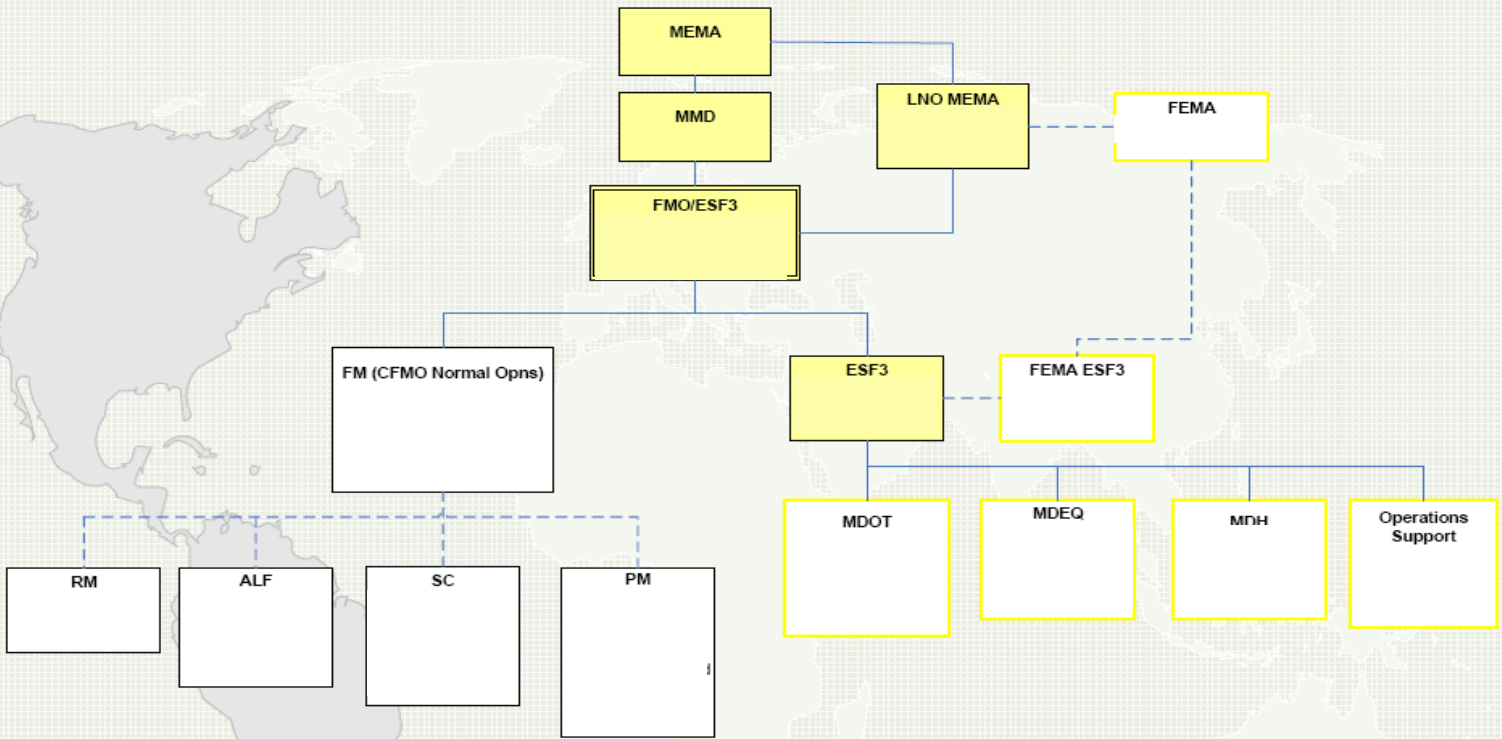 MEMA
LNO MEMA
FEMA
MMD
FMO/ESF3
FM (CFMO Normal Opns)
ESF3
FEMA ESF3
MDOT
MDEQ
MDH
Operations
Support
RM
ALF
SC
PM